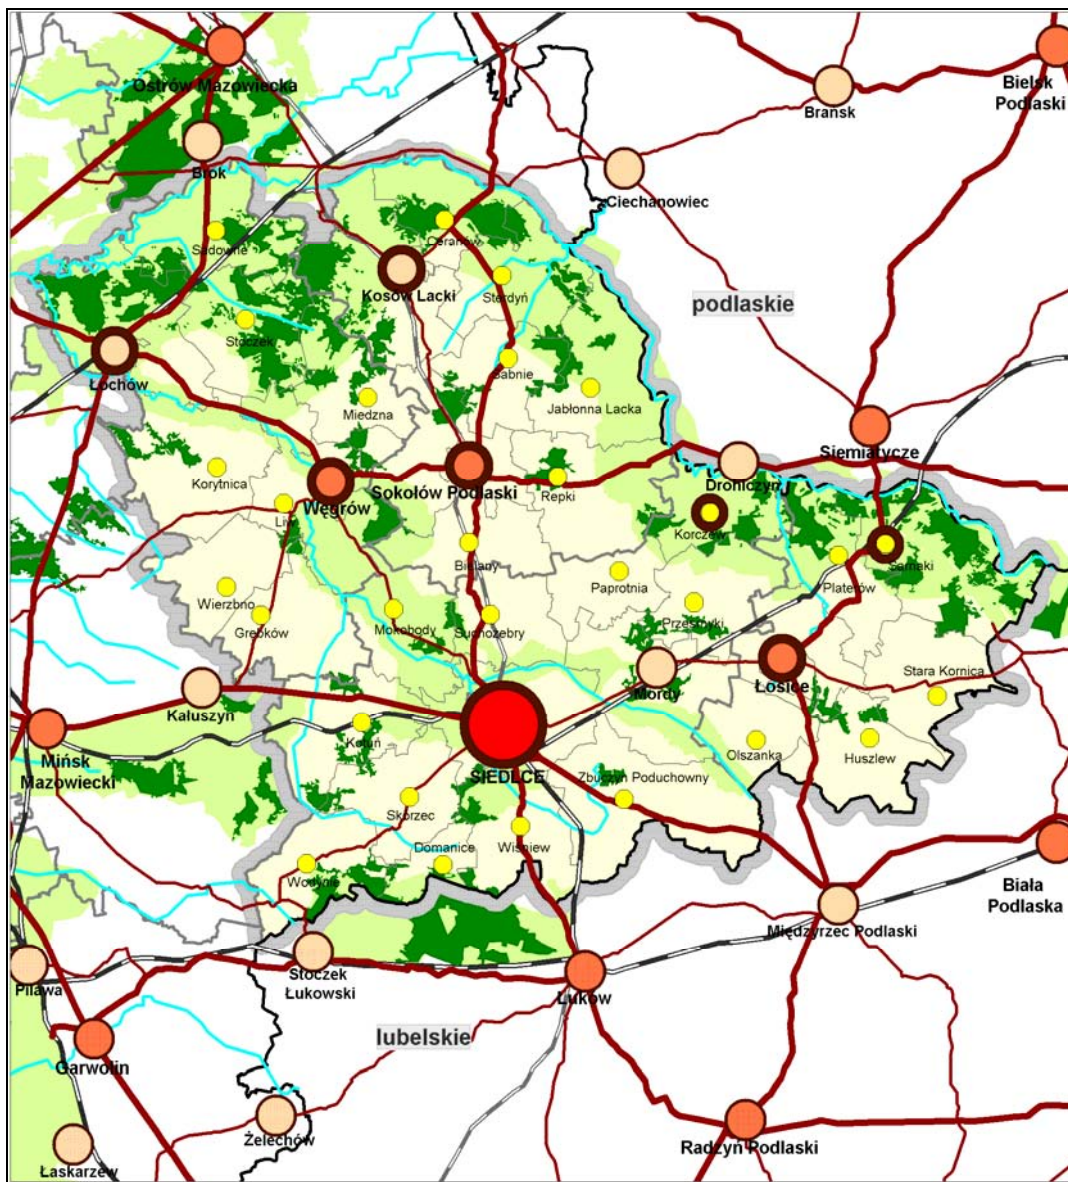 Ostrów Mazowiecka
Bielsk
Podlaski
Brańsk
Brok
Ciechanowiec
Sadowne
Ceranów
Kosów Lacki
Sterdyń
podlaskie
Stoczek
Łochów
Sabnie
Miedzna
Jabłonna Lacka
Siemiatycze
Korytnica
Sokołów Podlaski
Repki
Drohiczyn
Węgrów
Liw
Korczew
Bielany
Sarnaki
Paprotnia
Platerów
Wierzbno
Przesmyki
Grębków
Mokobody
Suchożebry
Stara Kornica
Mordy
Łosice
Kałuszyn
Kotuń
Olszanka
Huszlew
Mińsk
Mazowiecki
SIEDLCE
Zbuczyn Poduchowny
Skórzec
Domanice
Wiśniew
Wodynie
Biała
Podlaska
Międzyrzec Podlaski
Stoczek
Łukowski
Pilawa
Łuków
lubelskie
Garwolin
Żelechów
Radzyń Podlaski
Łaskarzew